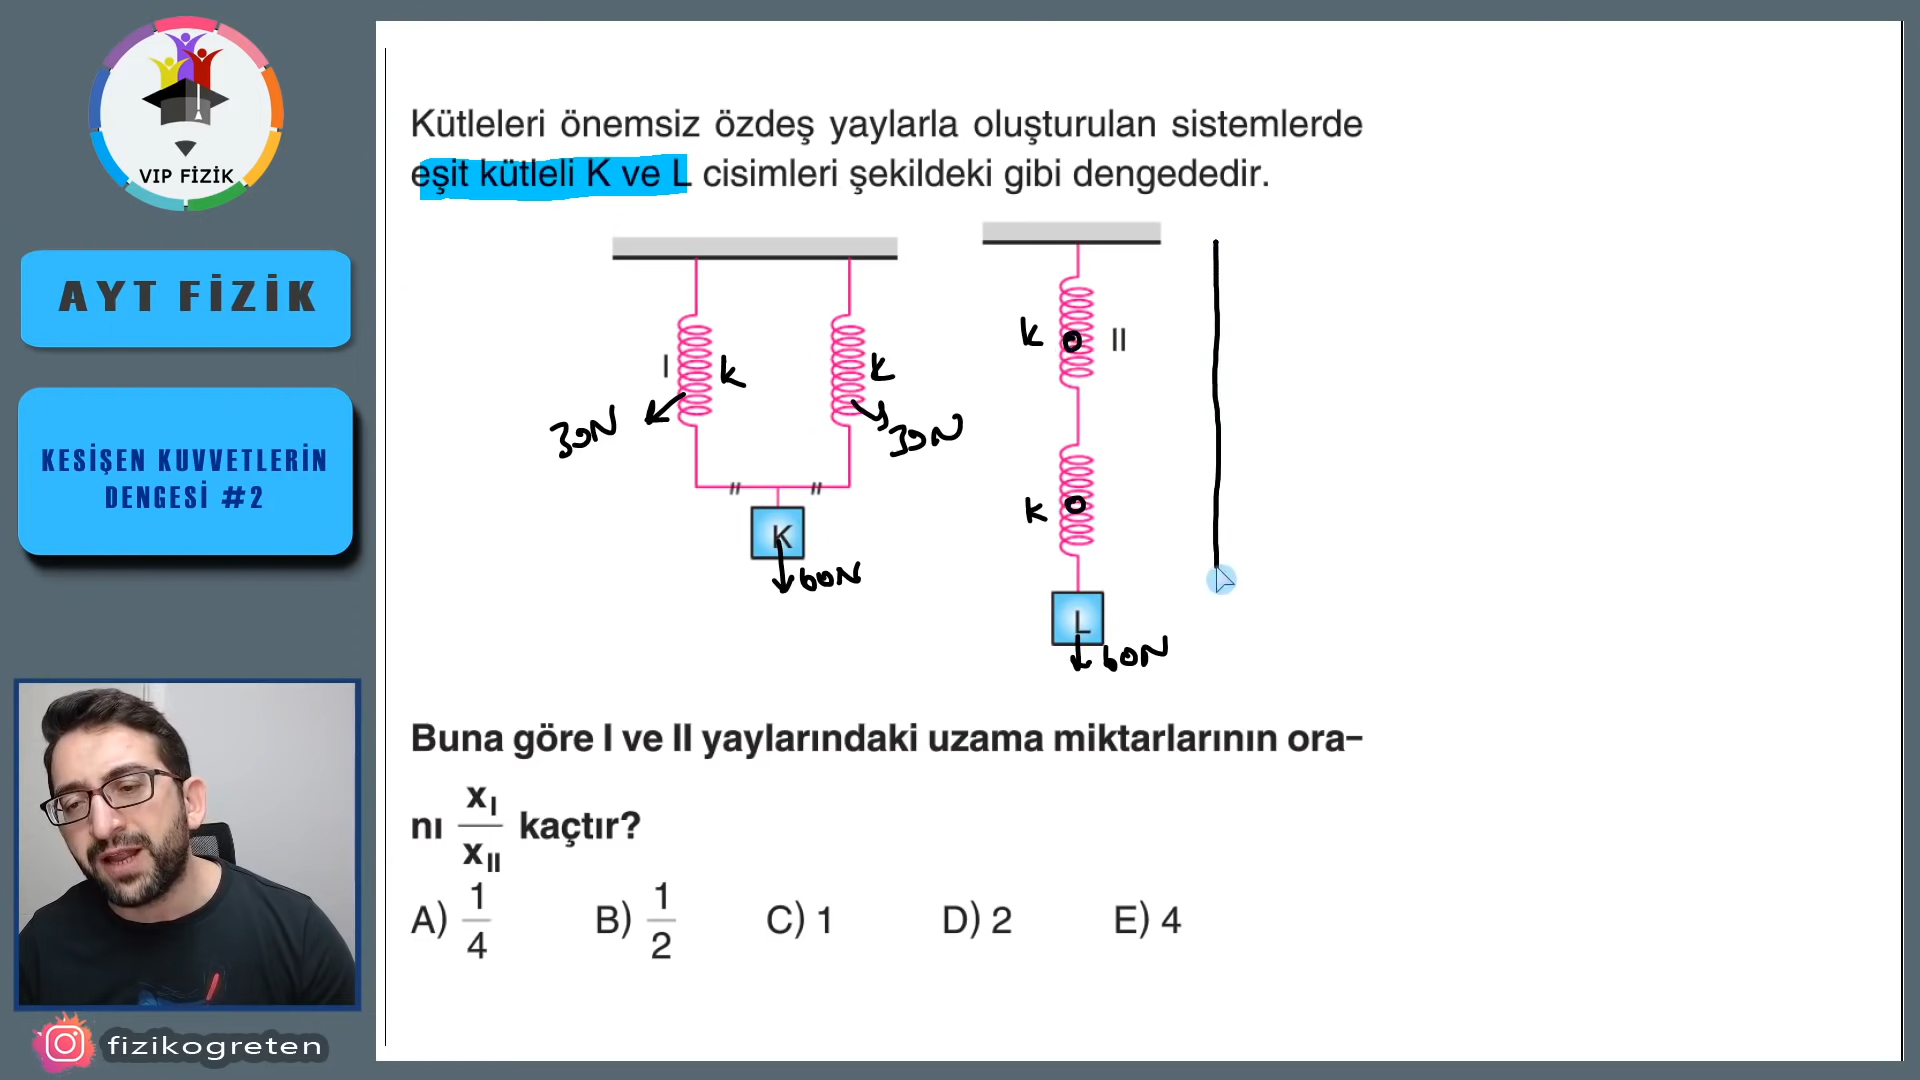 VIP FİZİK
AYT FİZİK
KESİŞEN KUVVETLERİN
DENGESİ #2
fizikogreten
Kütleleri önemsiz özdeş yaylarla oluşturulan sistemlerde
eşit kütleli K ve L cisimleri şekildeki gibi dengededir.
I k k
30N 30N
K
60N
k II
k
L
60N
Buna göre I ve II yaylarındaki uzama miktarlarının ora-
nı xI / xII kaçtır?
A) 1/4 B) 1/2 C) 1 D) 2 E) 4